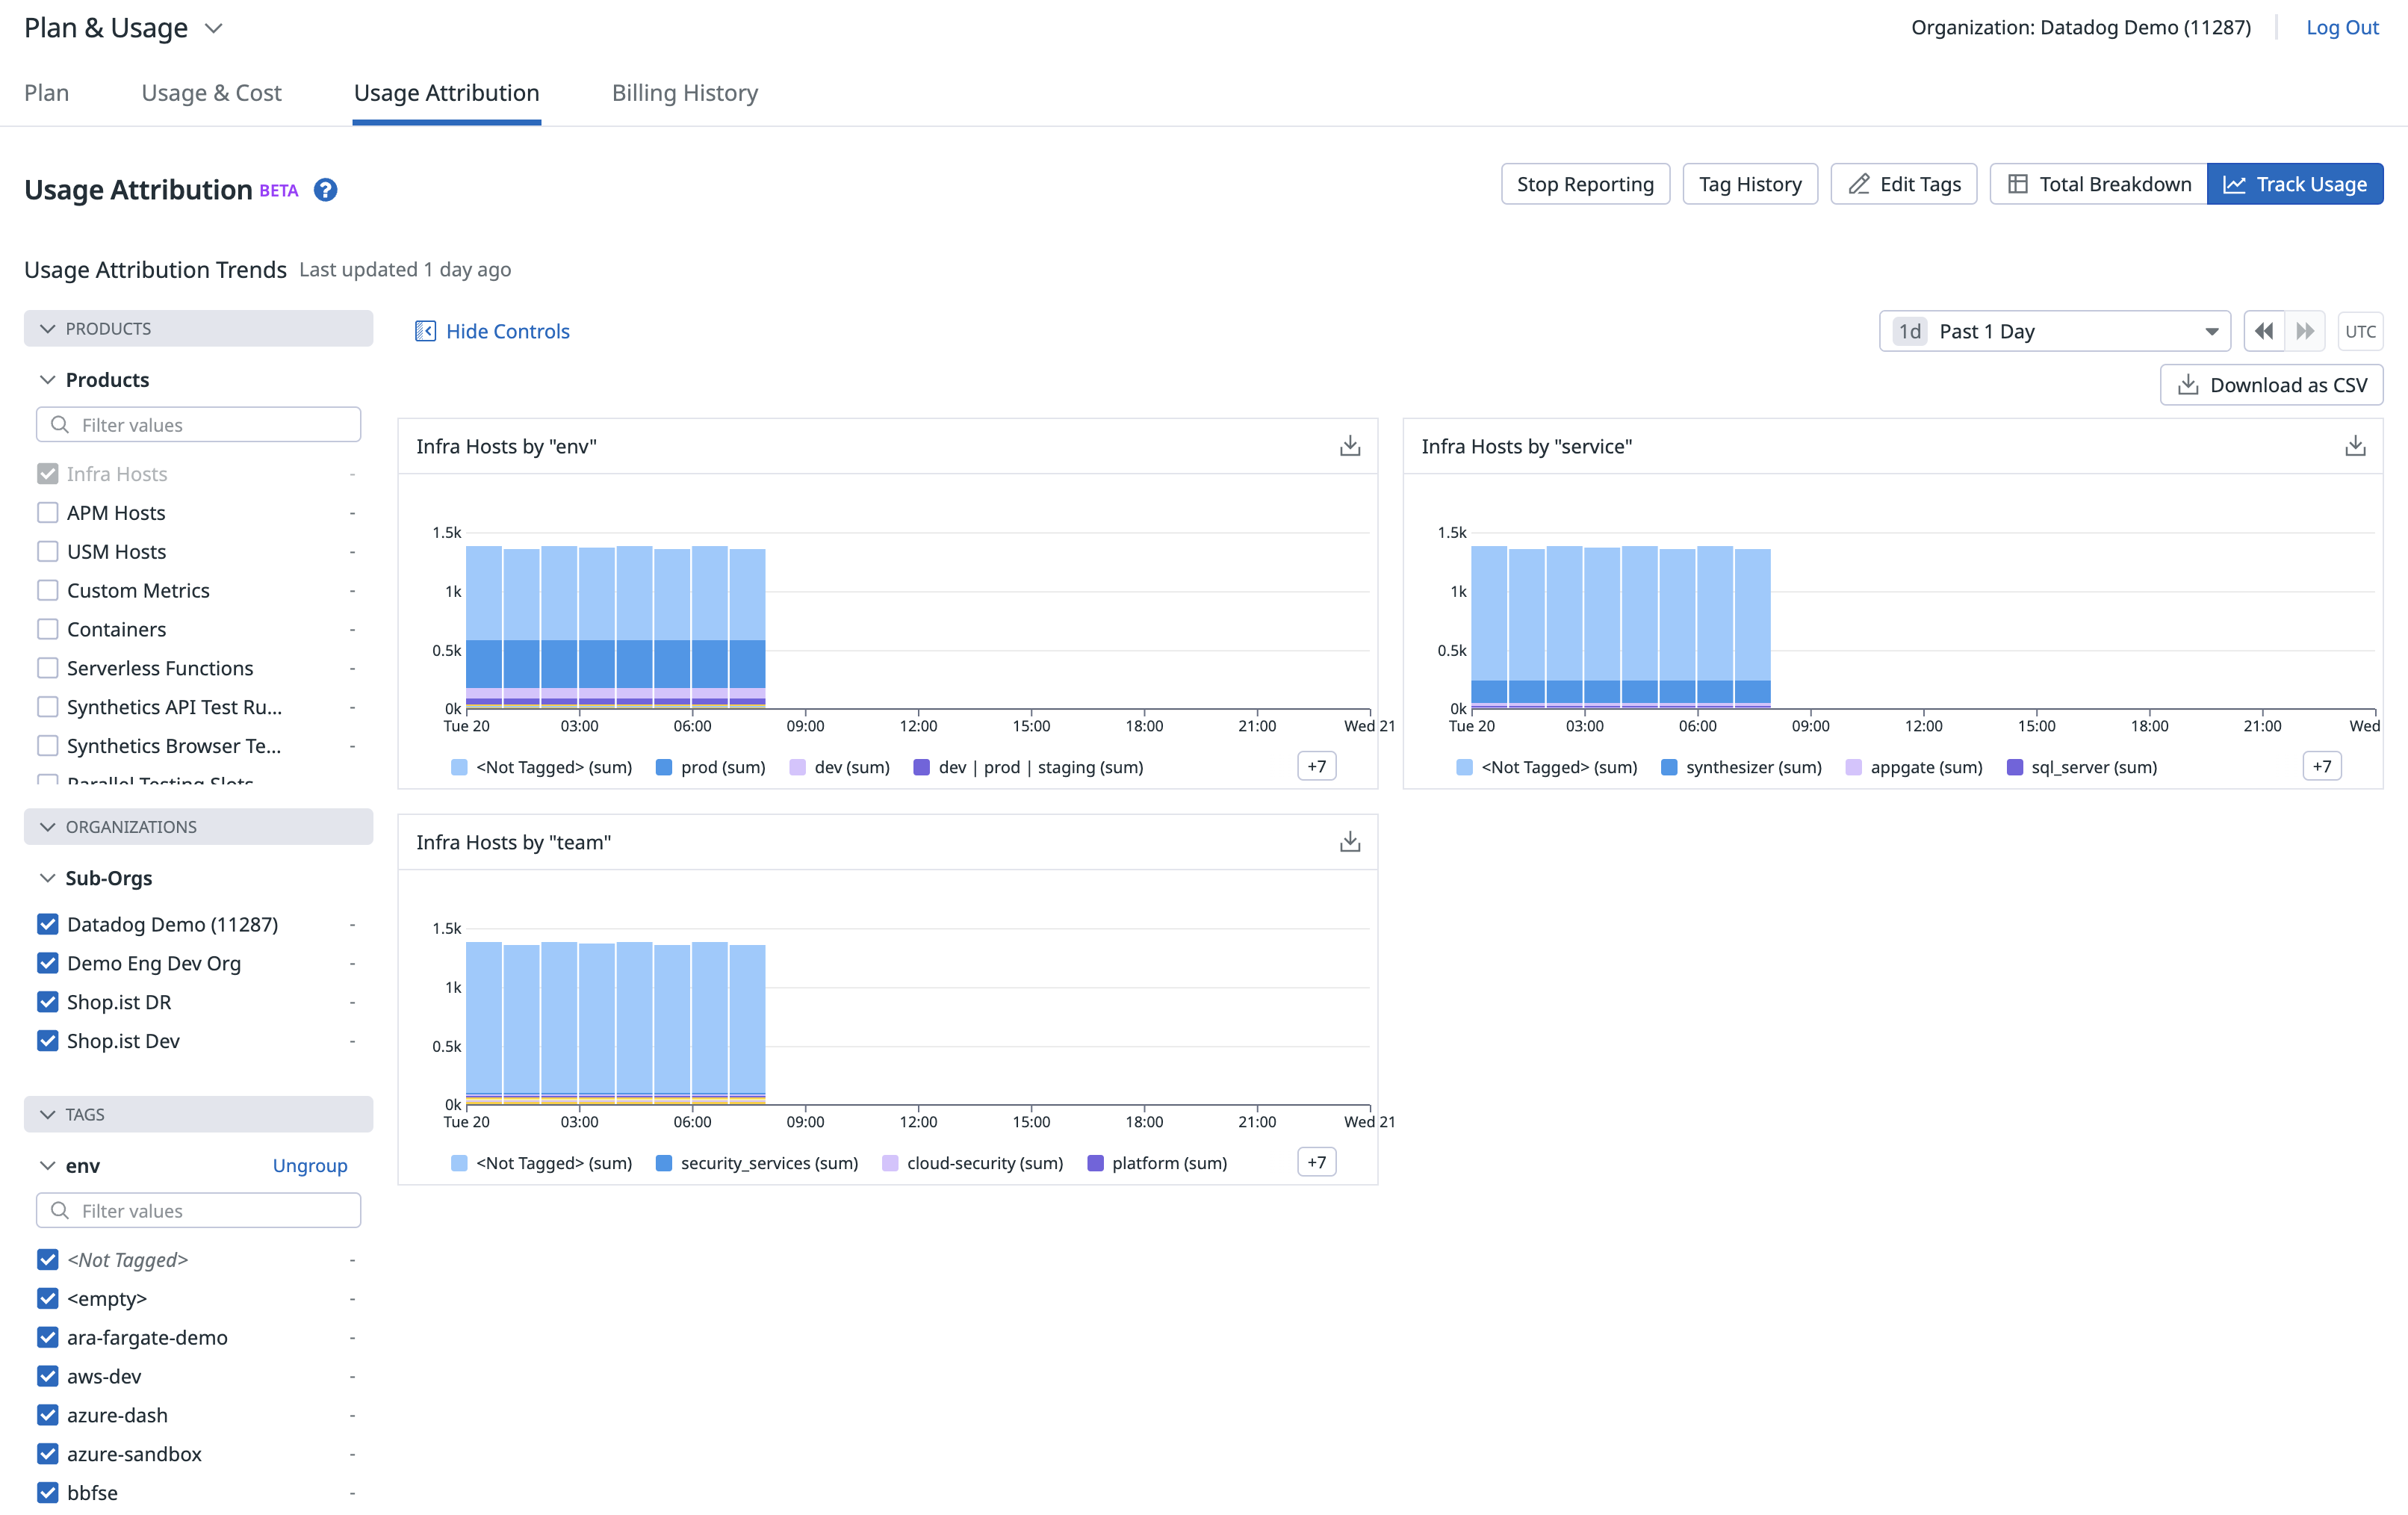 Plan & Usage
Organization: Datadog Demo (11287)
Log Out
Plan
Usage & Cost
Usage Attribution
Billing History
Usage Attribution BETA ?
Stop Reporting
Tag History
Edit Tags
Total Breakdown
Track Usage
Usage Attribution Trends Last updated 1 day ago
PRODUCTS
Products
Filter values
Infra Hosts -
APM Hosts -
USM Hosts -
Custom Metrics -
Containers -
Serverless Functions -
Synthetics API Test Ru... -
Synthetics Browser Te... -
Parallel Testing Slots
ORGANIZATIONS
Sub-Orgs
Datadog Demo (11287) -
Demo Eng Dev Org -
Shop.ist DR -
Shop.ist Dev -
TAGS
env Ungroup
Filter values
<Not Tagged> -
<empty> -
ara-fargate-demo -
aws-dev -
azure-dash -
azure-sandbox -
bbfse -
Hide Controls
1d Past 1 Day
UTC
Download as CSV
Infra Hosts by "env"
1.5k
1k
0.5k
0k
Tue 20 03:00 06:00 09:00 12:00 15:00 18:00 21:00 Wed 21
<Not Tagged> (sum) prod (sum) dev (sum) dev | prod | staging (sum) +7
Infra Hosts by "service"
1.5k
1k
0.5k
0k
Tue 20 03:00 06:00 09:00 12:00 15:00 18:00 21:00 Wed
<Not Tagged> (sum) synthesizer (sum) appgate (sum) sql_server (sum) +7
Infra Hosts by "team"
1.5k
1k
0.5k
0k
Tue 20 03:00 06:00 09:00 12:00 15:00 18:00 21:00 Wed 21
<Not Tagged> (sum) security_services (sum) cloud-security (sum) platform (sum) +7